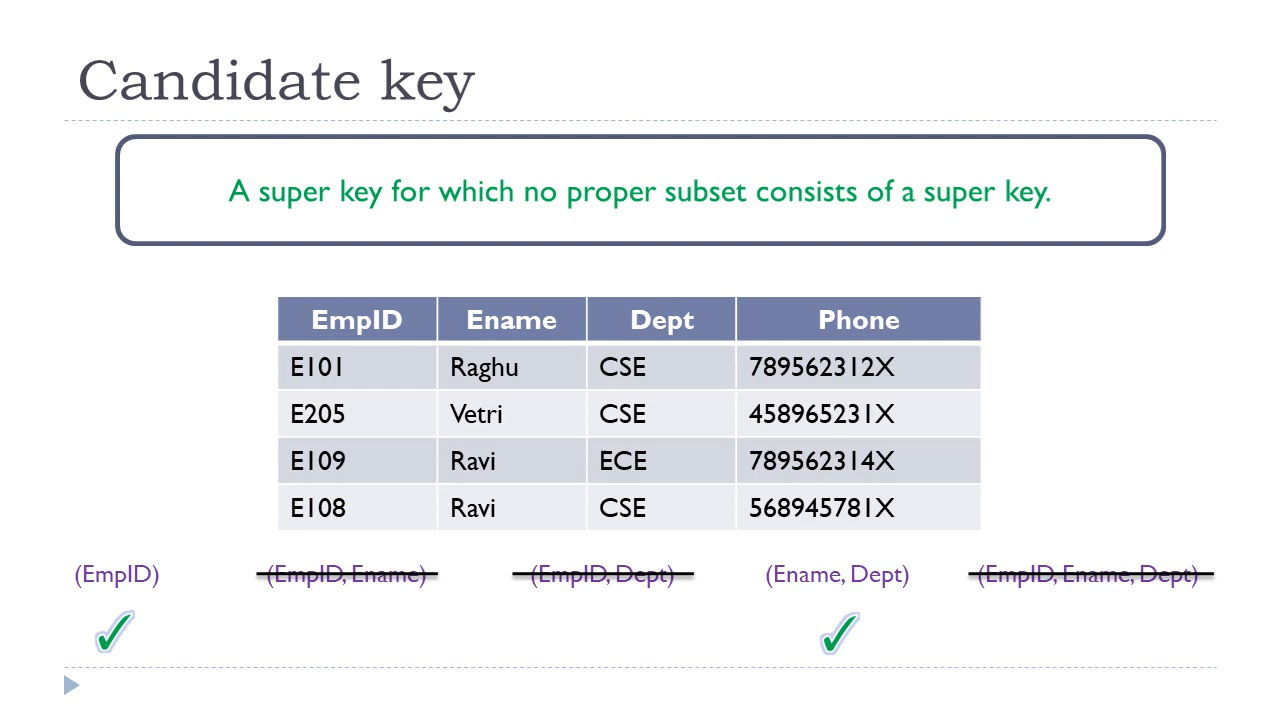 Candidate key
A super key for which no proper subset consists of a super key.
EmpID Ename Dept Phone
E101 Raghu CSE 789562312X
E205 Vetri CSE 458965231X
E109 Ravi ECE 789562314X
E108 Ravi CSE 568945781X
(EmpID) (EmpID, Ename) (EmpID, Dept) (Ename, Dept) (EmpID, Ename, Dept)